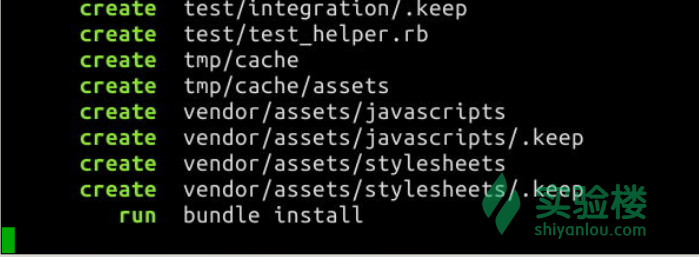 create test/integration/.keep
create test/test_helper.rb
create tmp/cache
create tmp/cache/assets
create vendor/assets/javascripts
create vendor/assets/javascripts/.keep
create vendor/assets/stylesheets
create vendor/assets/stylesheets/.keep
run bundle install
实验楼
shiyanlou.com